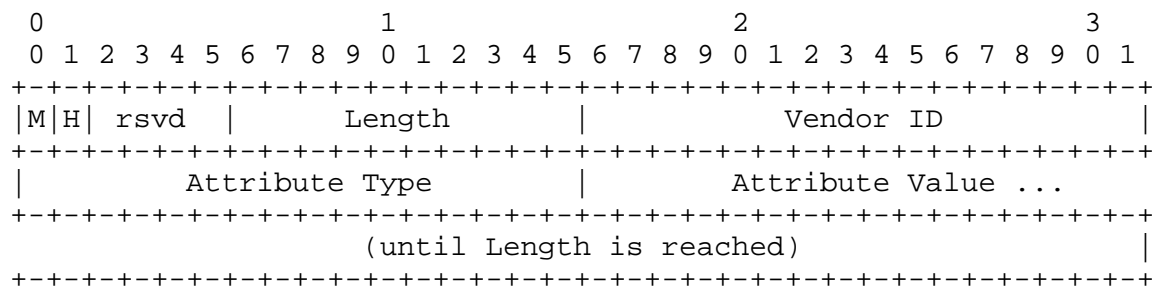 0                   1                   2                   3
 0 1 2 3 4 5 6 7 8 9 0 1 2 3 4 5 6 7 8 9 0 1 2 3 4 5 6 7 8 9 0 1
+-+-+-+-+-+-+-+-+-+-+-+-+-+-+-+-+-+-+-+-+-+-+-+-+-+-+-+-+-+-+-+-+
|M|H| rsvd  |      Length       |           Vendor ID           |
+-+-+-+-+-+-+-+-+-+-+-+-+-+-+-+-+-+-+-+-+-+-+-+-+-+-+-+-+-+-+-+-+
|         Attribute Type        |        Attribute Value ...
+-+-+-+-+-+-+-+-+-+-+-+-+-+-+-+-+-+-+-+-+-+-+-+-+-+-+-+-+-+-+-+-+
                    (until Length is reached)                   |
+-+-+-+-+-+-+-+-+-+-+-+-+-+-+-+-+-+-+-+-+-+-+-+-+-+-+-+-+-+-+-+-+